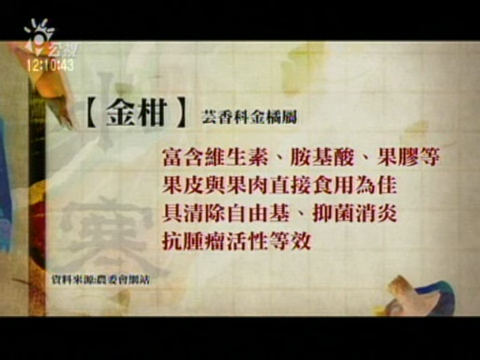 公視
12:10:43
【金柑】 芸香科金橘屬
富含維生素、胺基酸、果膠等
果皮與果肉直接食用為佳
具清除自由基、抑菌消炎
抗腫瘤活性等效
小寒
資料來源:農委會網站